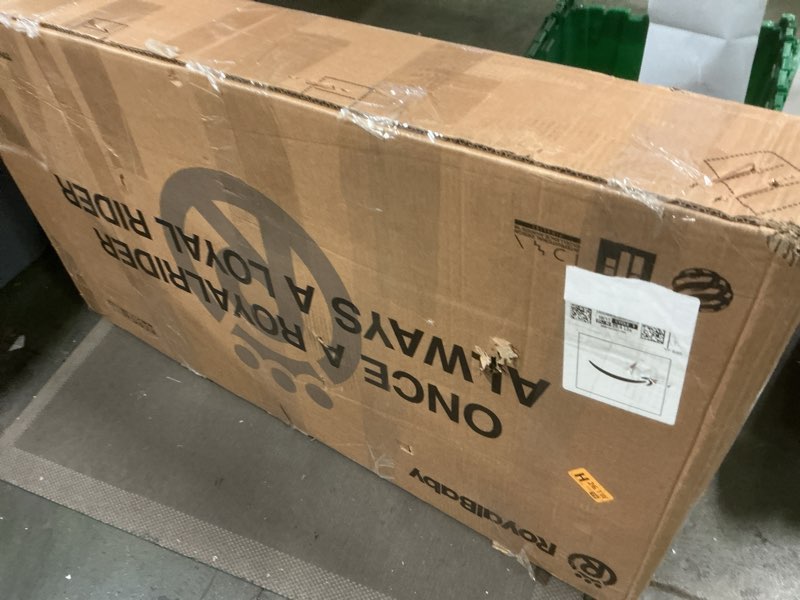 ONCE A ROYALRIDER
ALWAYS A LOYAL RIDER
RoyalBaby
R
H